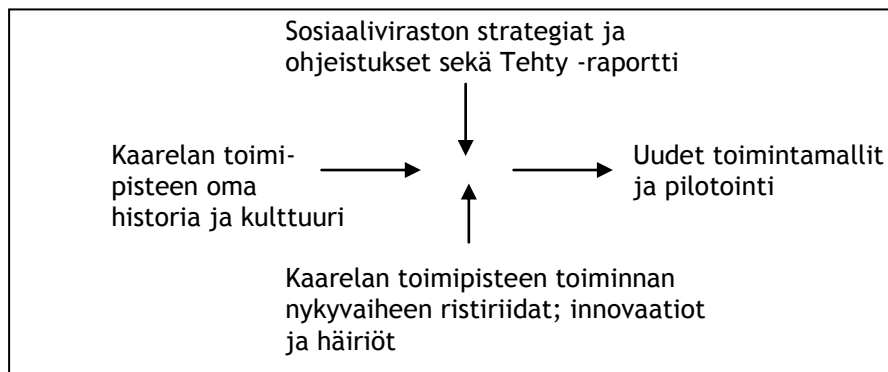 Sosiaaliviraston strategiat ja
ohjeistukset sekä Tehty -raportti
Kaarelan toimi-
pisteen oma
historia ja kulttuuri
Uudet toimintamallit
ja pilotointi
Kaarelan toimipisteen toiminnan
nykyvaiheen ristiriidat; innovaatiot
ja häiriöt